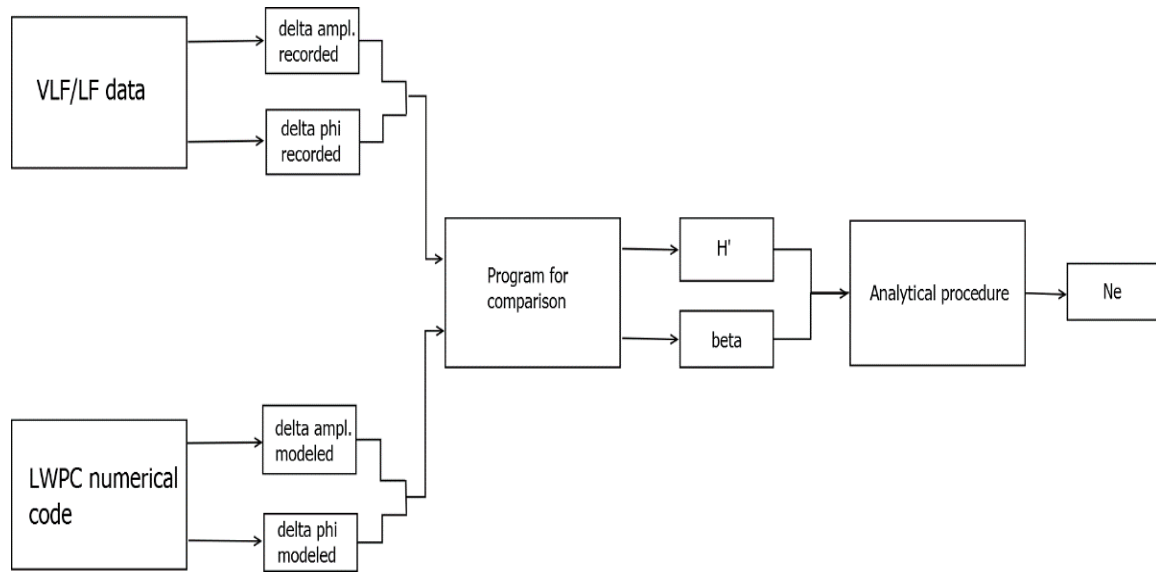 VLF/LF data
delta ampl.
recorded
delta phi
recorded
LWPC numerical
code
delta ampl.
modeled
delta phi
modeled
Program for
comparison
H'
beta
Analytical procedure
Ne